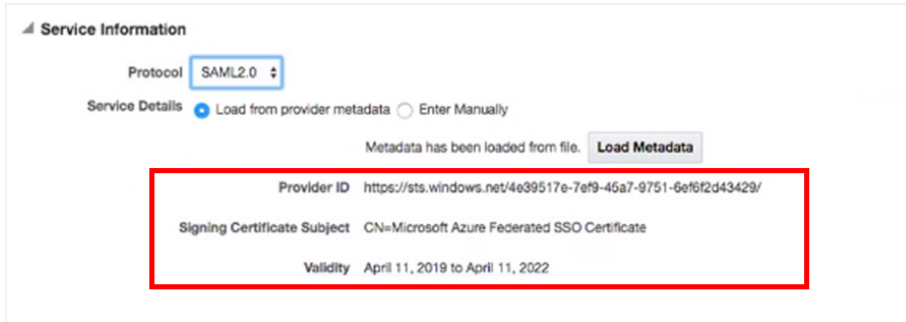 Service Information
Protocol SAML2.0
Service Details Load from provider metadata Enter Manually
Metadata has been loaded from file. Load Metadata
Provider ID https://sts.windows.net/4e39517e-7ef9-45a7-9751-6ef6f2d43429/
Signing Certificate Subject CN=Microsoft Azure Federated SSO Certificate
Validity April 11, 2019 to April 11, 2022